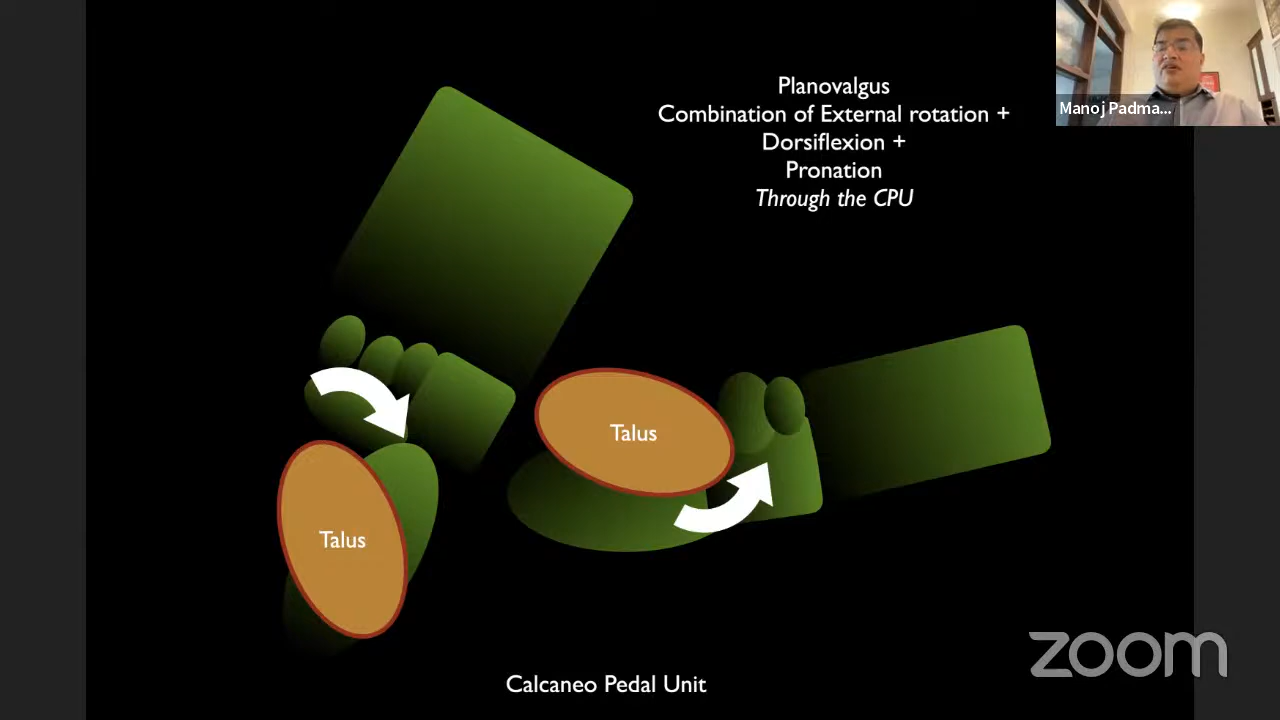 Planovalgus
Combination of External rotation +
Dorsiflexion +
Pronation
Through the CPU
Manoj Padma...
Talus
Talus
Calcaneo Pedal Unit
zoom